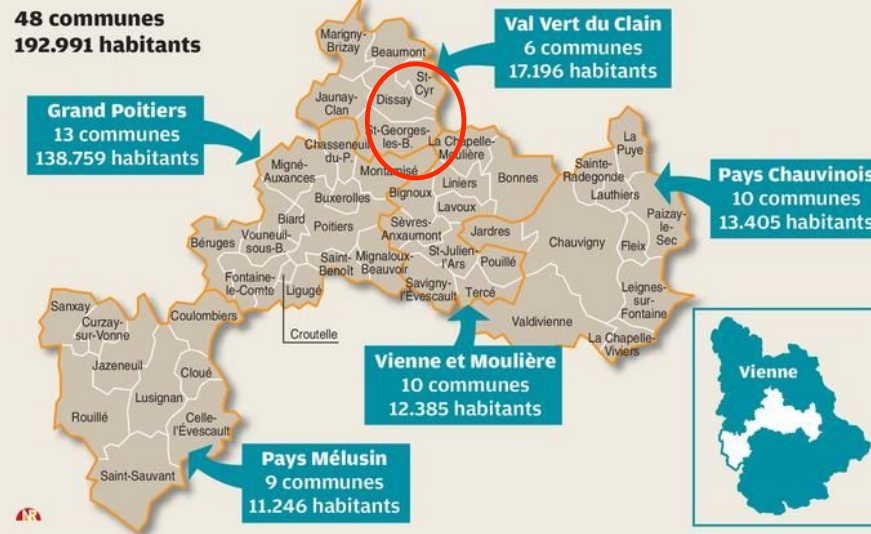 48 communes
192.991 habitants
Val Vert du Clain
6 communes
17.196 habitants
Grand Poitiers
13 communes
138.759 habitants
Pays Chauvinois
10 communes
13.405 habitants
Vienne et Moulière
10 communes
12.385 habitants
Pays Mélusin
9 communes
11.246 habitants
Marigny-
Brizay
Beaumont
St-
Cyr
Dissay
Jaunay-
Clan
St-Georges-
les-B.
Chasseneuil
du-P.
La Chapelle-
Moulière
Montamisé
Migné-
Auxances
Bignoux
Liniers
Bonnes
Buxerolles
Lavoux
Biard
Poitiers
Sèvres-
Anxaumont
Jardres
Béruges
Vouneuil-
sous-B.
St-Julien-
l'Ars
Pouillé
Saint-
Benoît
Mignaloux-
Beauvoir
Fontaine-
le-Comte
Ligugé
Savigny-
l'Évescault
Tercé
Croutelle
La
Puye
Sainte-
Radegonde
Lauthiers
Paizay-
le-
Sec
Chauvigny
Fleix
Leignes-
sur-
Fontaine
Valdivienne
La Chapelle-
Viviers
Sanxay
Curzay-
sur-Vonne
Coulombiers
Jazeneuil
Cloué
Lusignan
Rouillé
Celle-
l'Évescault
Saint-Sauvant
Vienne
NR